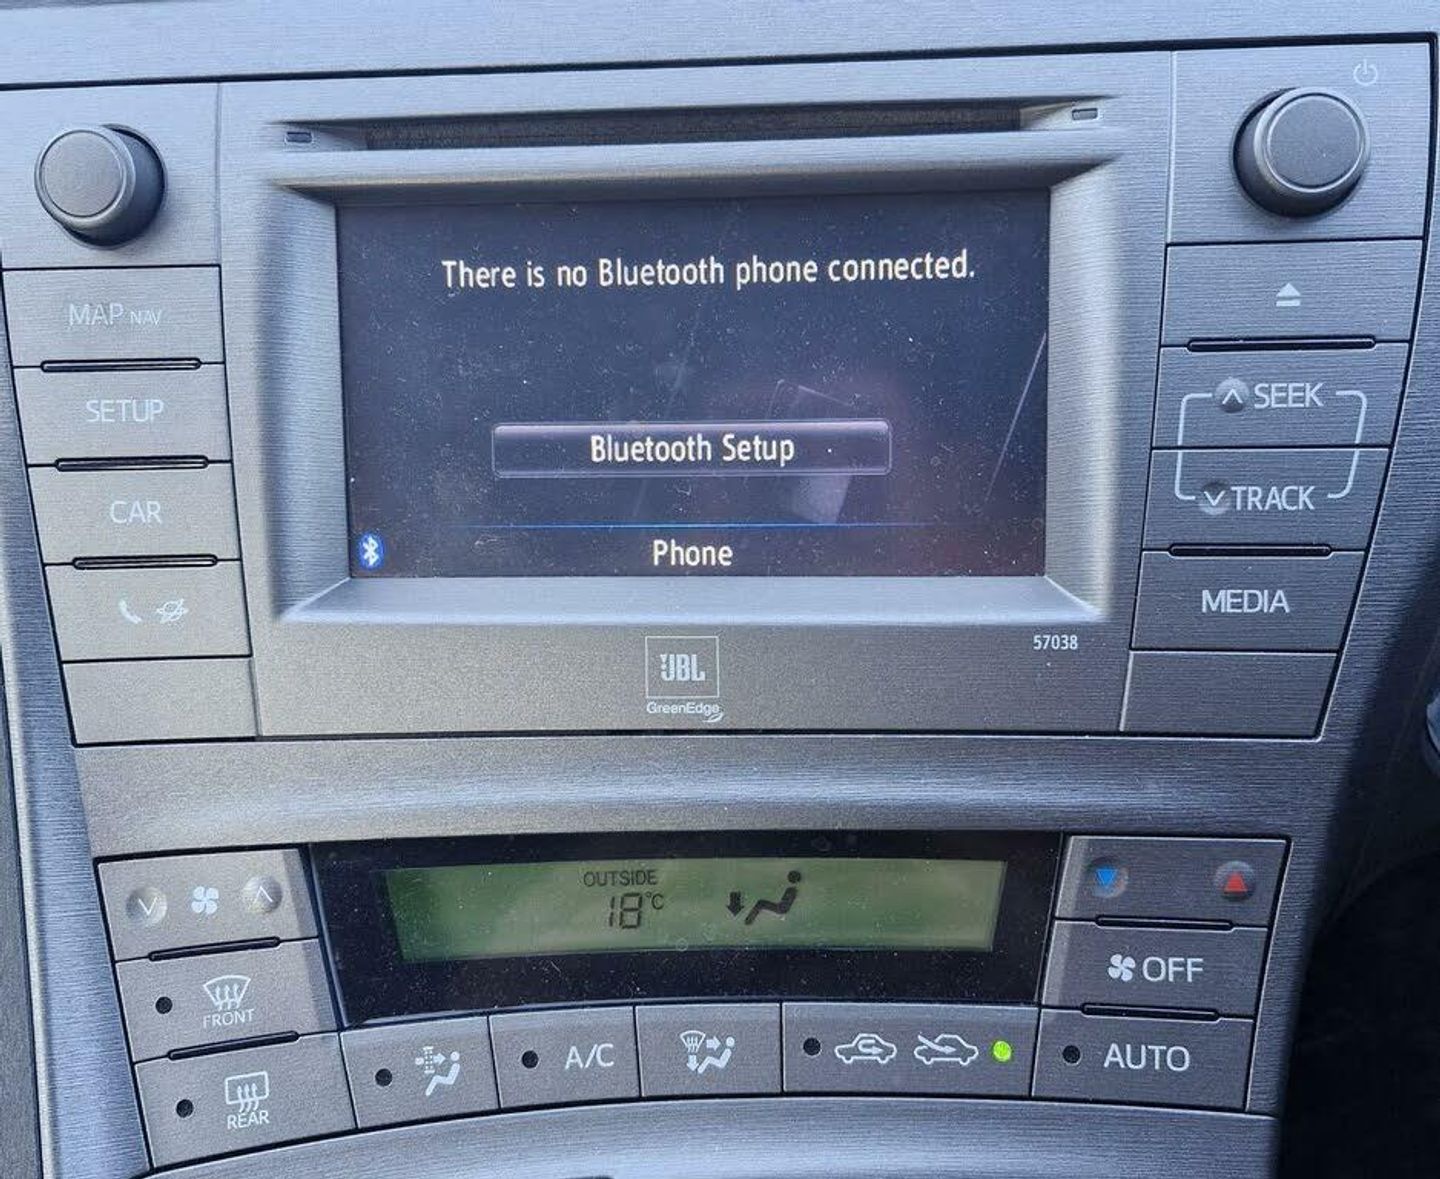 There is no Bluetooth phone connected.
MAP NAV
SETUP
CAR
Bluetooth Setup
Phone
SEEK
TRACK
MEDIA
57038
JBL
GreenEdge
OUTSIDE
18°C
FRONT
REAR
A/C
OFF
AUTO